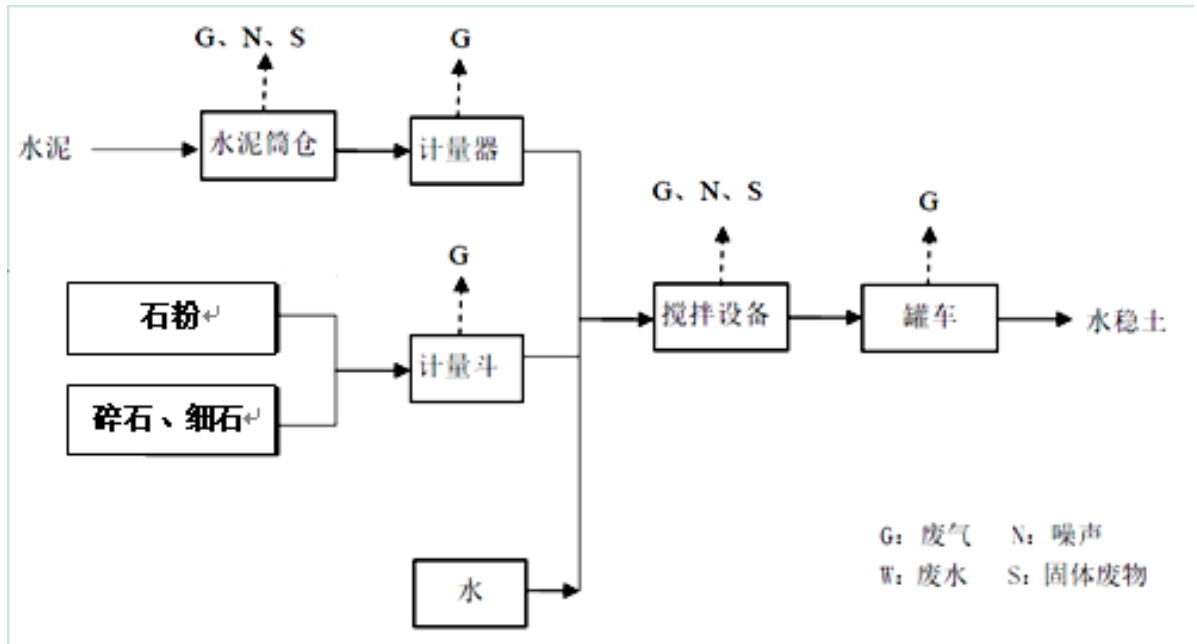 G、N、S
G
水泥
水泥筒仓
计量器
G、N、S
G
G
石粉↵
搅拌设备
罐车
水稳土
计量斗
碎石、细石↵
G: 废气 N: 噪声
W: 废水 S: 固体废物
水